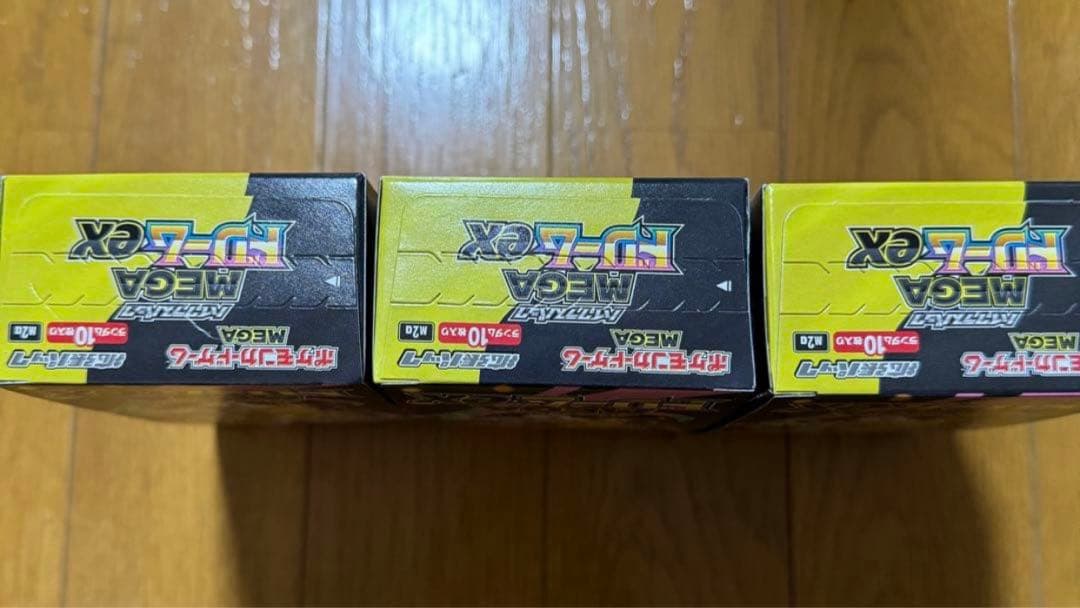 ポケモンカードゲーム
MEGA
拡張パック
ランダム10枚入り
M2a
ハイクラスパック
MEGA
ドリームex
ポケモンカードゲーム
MEGA
拡張パック
ランダム10枚入り
M2a
ハイクラスパック
MEGA
ドリームex
ポケモンカードゲーム
MEGA
拡張パック
ランダム10枚入り
M2a
ハイクラスパック
MEGA
ドリームex